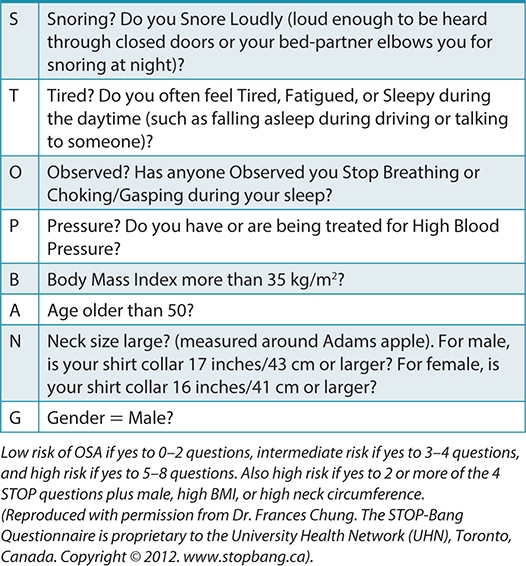 S Snoring? Do you Snore Loudly (loud enough to be heard
through closed doors or your bed-partner elbows you for
snoring at night)?
T Tired? Do you often feel Tired, Fatigued, or Sleepy during
the daytime (such as falling asleep during driving or talking
to someone)?
O Observed? Has anyone Observed you Stop Breathing or
Choking/Gasping during your sleep?
P Pressure? Do you have or are being treated for High Blood
Pressure?
B Body Mass Index more than 35 kg/m²?
A Age older than 50?
N Neck size large? (measured around Adams apple). For male,
is your shirt collar 17 inches/43 cm or larger? For female, is
your shirt collar 16 inches/41 cm or larger?
G Gender = Male?
Low risk of OSA if yes to 0–2 questions, intermediate risk if yes to 3–4 questions,
and high risk if yes to 5–8 questions. Also high risk if yes to 2 or more of the 4
STOP questions plus male, high BMI, or high neck circumference.
(Reproduced with permission from Dr. Frances Chung. The STOP-Bang
Questionnaire is proprietary to the University Health Network (UHN), Toronto,
Canada. Copyright © 2012. www.stopbang.ca).